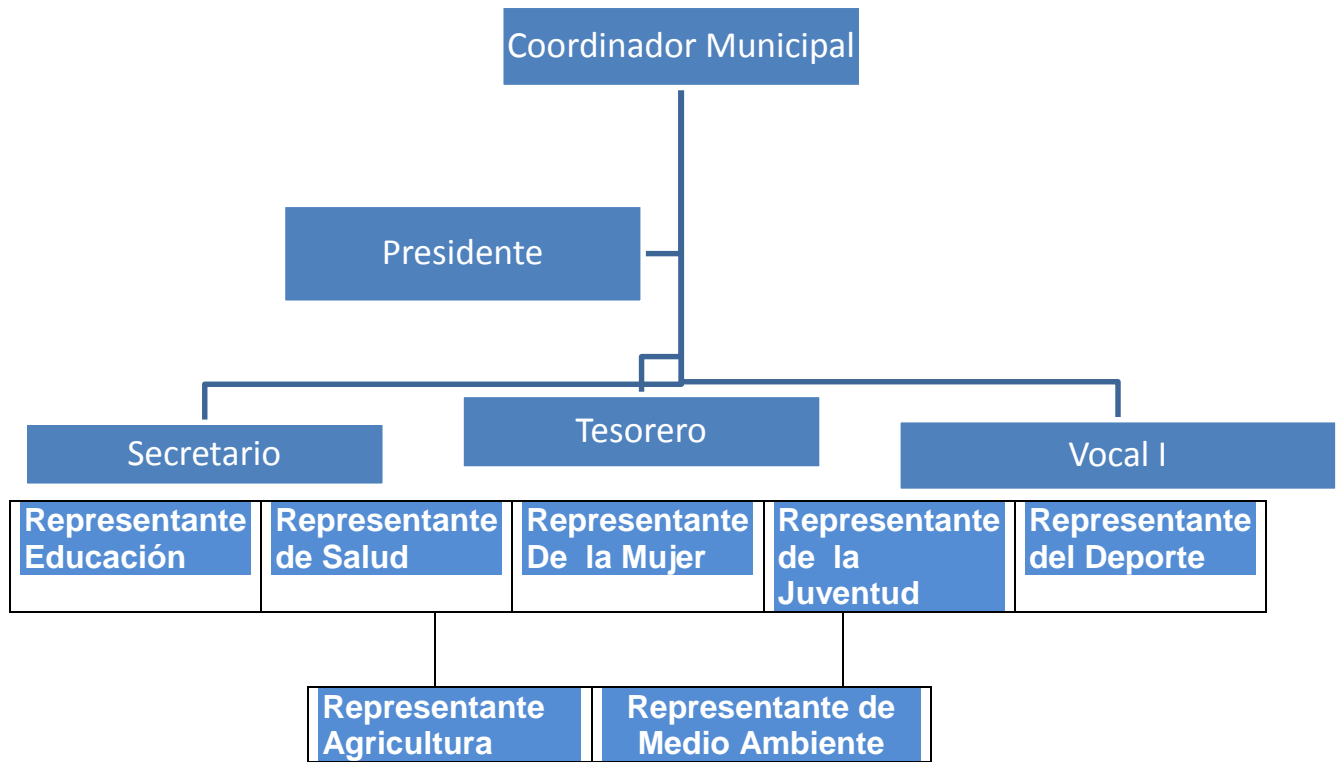 Coordinador Municipal
Presidente
Secretario
Tesorero
Vocal I
Representante
Educación
Representante
de Salud
Representante
De la Mujer
Representante
de la
Juventud
Representante
del Deporte
Representante
Agricultura
Representante de
Medio Ambiente